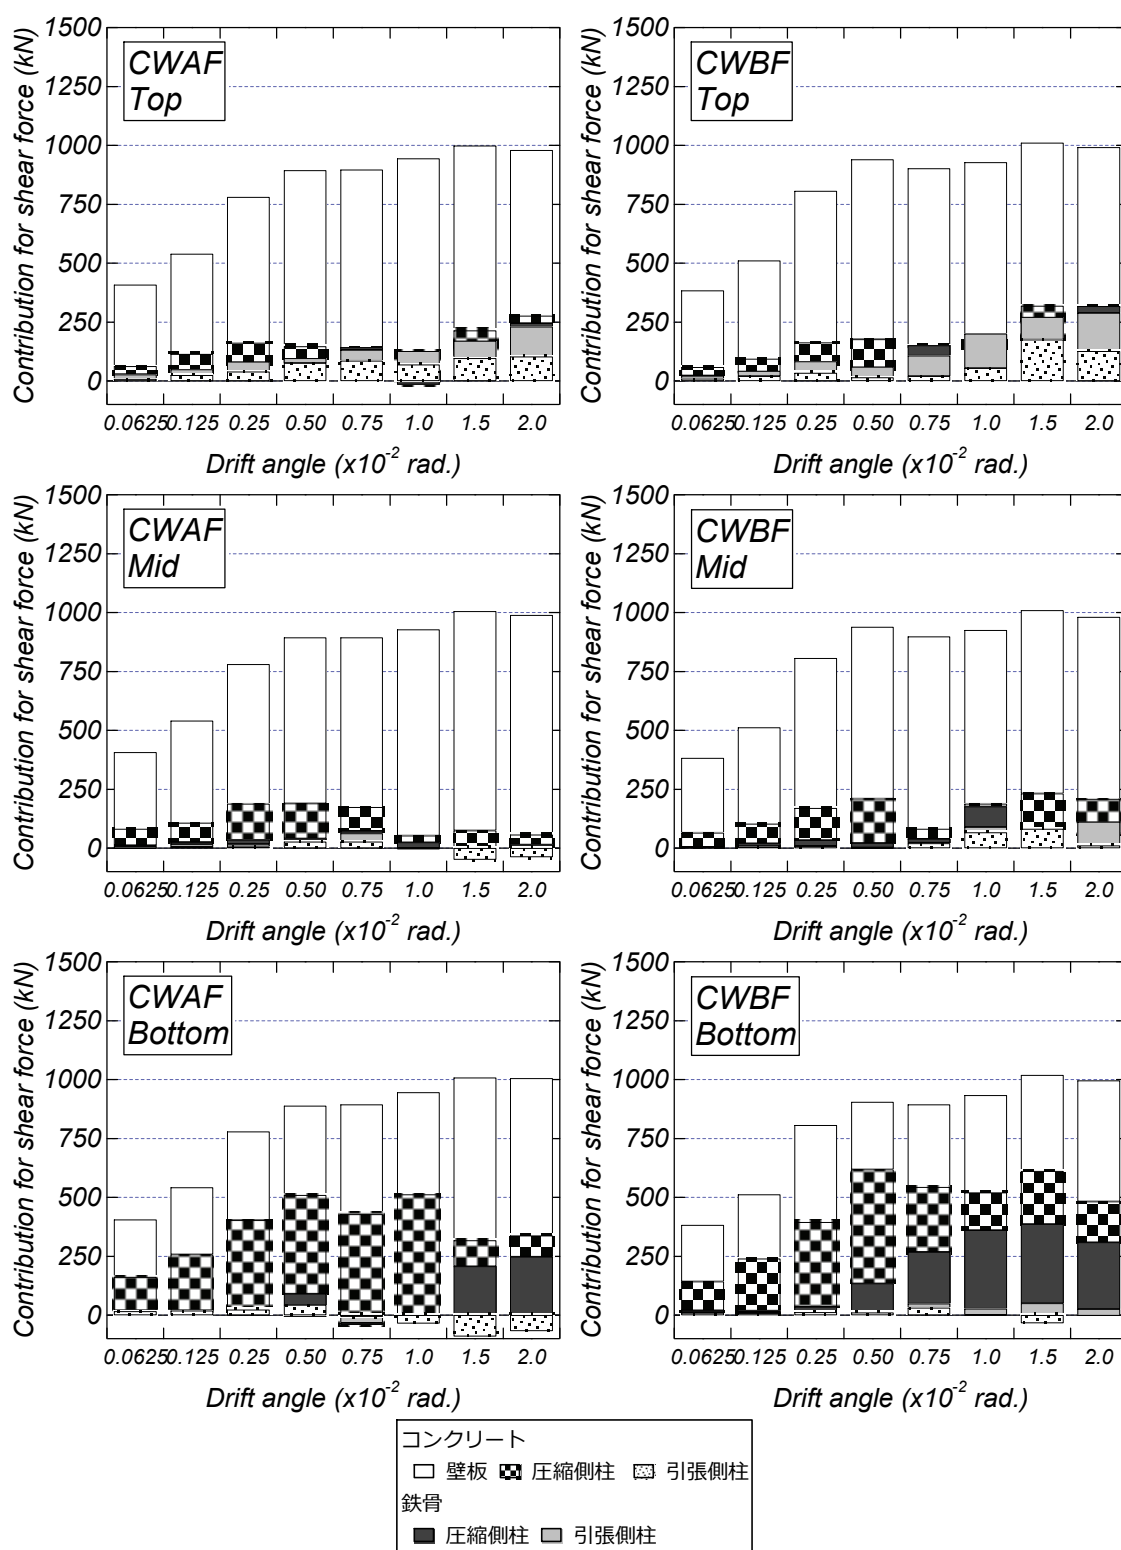 Contribution for shear force (kN)
1500
1250
1000
750
500
250
0
CWAF
Top
0.0625 0.125 0.25 0.50 0.75 1.0 1.5 2.0
Drift angle (x10-2 rad.)
Contribution for shear force (kN)
1500
1250
1000
750
500
250
0
CWBF
Top
0.0625 0.125 0.25 0.50 0.75 1.0 1.5 2.0
Drift angle (x10-2 rad.)
Contribution for shear force (kN)
1500
1250
1000
750
500
250
0
CWAF
Mid
0.0625 0.125 0.25 0.50 0.75 1.0 1.5 2.0
Drift angle (x10-2 rad.)
Contribution for shear force (kN)
1500
1250
1000
750
500
250
0
CWBF
Mid
0.0625 0.125 0.25 0.50 0.75 1.0 1.5 2.0
Drift angle (x10-2 rad.)
Contribution for shear force (kN)
1500
1250
1000
750
500
250
0
CWAF
Bottom
0.0625 0.125 0.25 0.50 0.75 1.0 1.5 2.0
Drift angle (x10-2 rad.)
Contribution for shear force (kN)
1500
1250
1000
750
500
250
0
CWBF
Bottom
0.0625 0.125 0.25 0.50 0.75 1.0 1.5 2.0
Drift angle (x10-2 rad.)
コンクリート
壁板 圧縮側柱 引張側柱
鉄骨
圧縮側柱 引張側柱